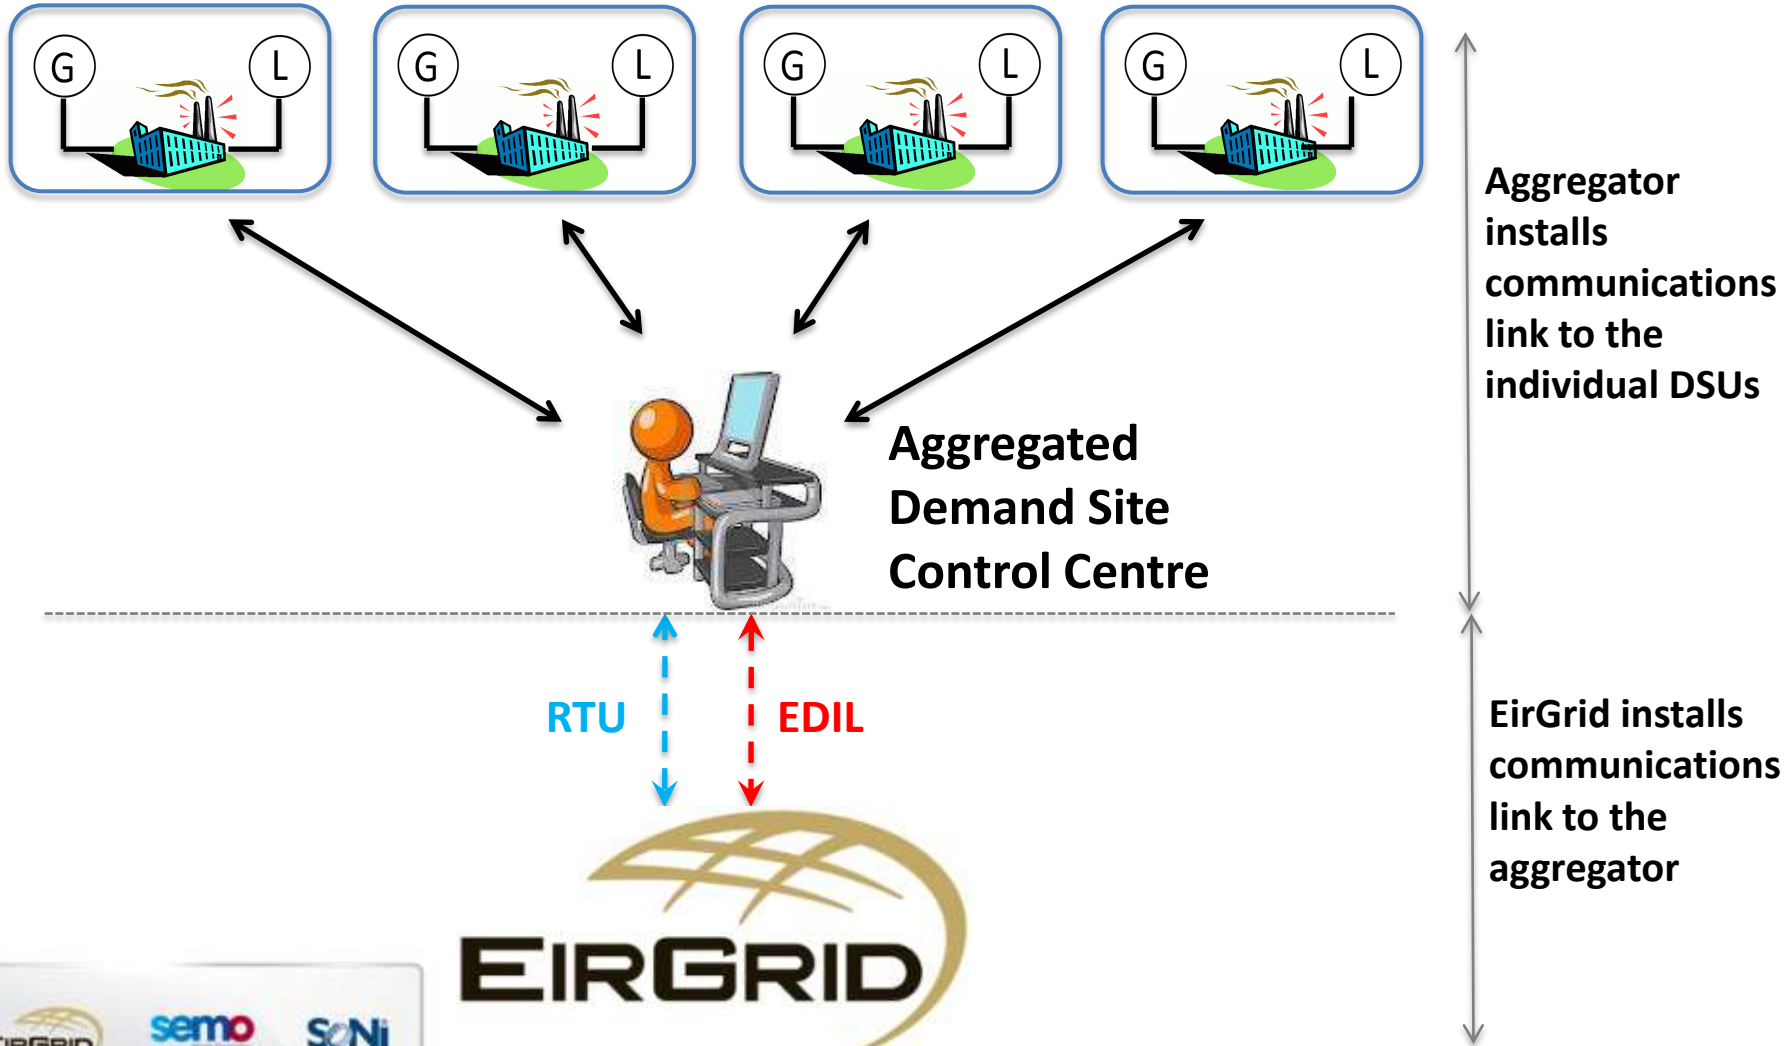 G
L
G
L
G
L
G
L
Aggregator
installs
communications
link to the
individual DSUs
Aggregated
Demand Site
Control Centre
RTU
EDIL
EirGrid installs
communications
link to the
aggregator
EIRGRID
EIRGRID
semo
SONi